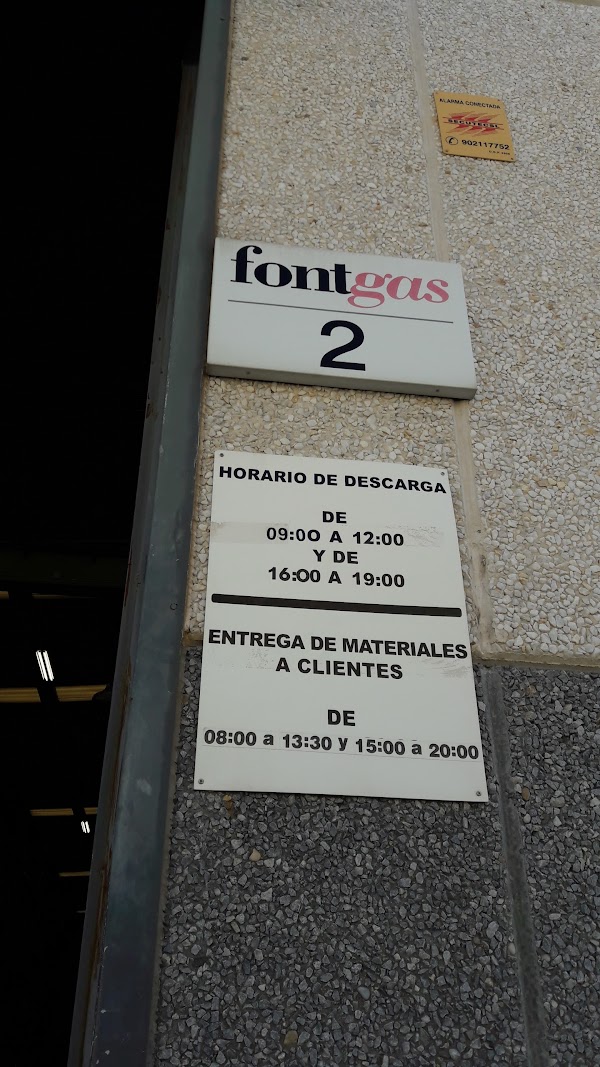 ALARMA CONECTADA
SECUTECSL
902117752
fontgas
2
HORARIO DE DESCARGA
DE
09:00 A 12:00
Y DE
16:00 A 19:00
ENTREGA DE MATERIALES
A CLIENTES
DE
08:00 a 13:30 y 15:00 a 20:00